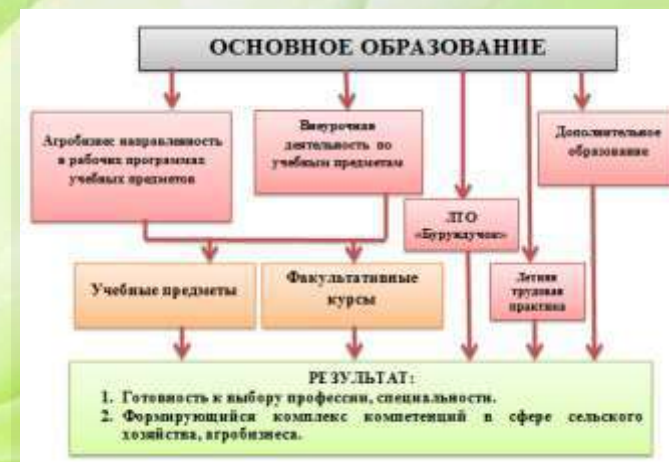 ОСНОВНОЕ ОБРАЗОВАНИЕ
Агробизнес направленность
в рабочих программах
учебных предметов
Внеурочная
деятельность по
учебным предметам
Дополнительное
образование
ЛТО
«Бурундучок»
Учебные предметы
Факультативные
курсы
Летняя
трудовая
практика
РЕЗУЛЬТАТ:
1. Готовность к выбору профессии, специальности.
2. Формирующийся комплекс компетенций в сфере сельского
хозяйства, агробизнеса.